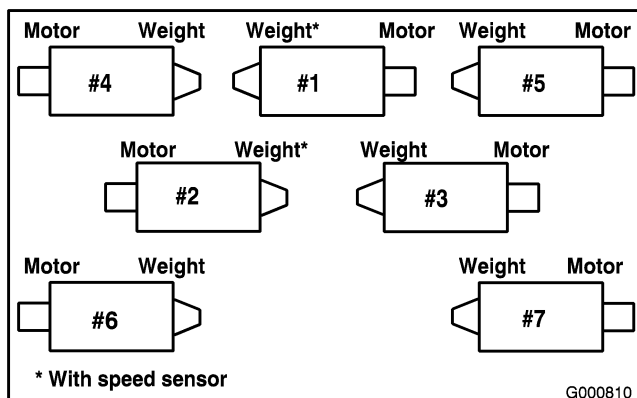 Motor Weight Weight* Motor Weight Motor
#4 #1 #5
Motor Weight* Weight Motor
#2 #3
Motor Weight Weight Motor
#6 #7
* With speed sensor
G000810